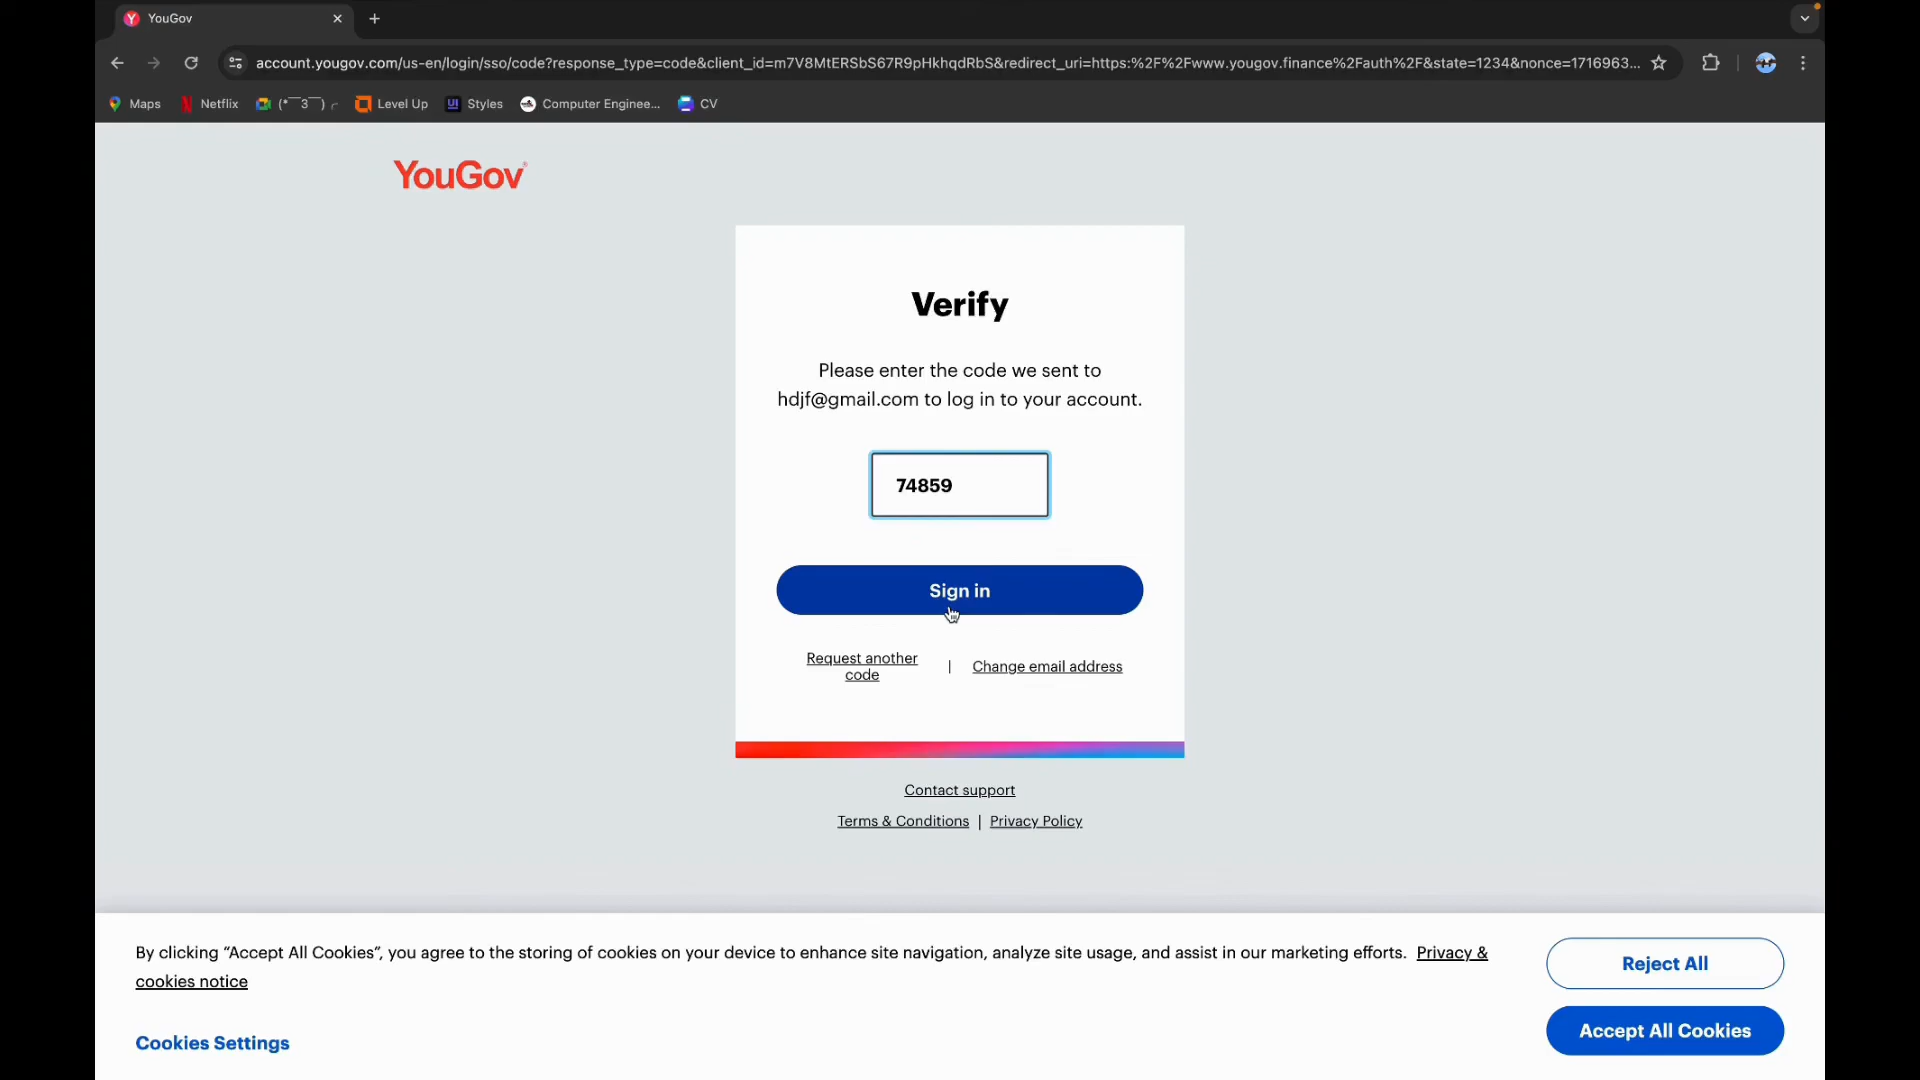 YouGov
account.yougov.com/us-en/login/sso/code?response_type=code&client_id=m7V8MtERSbS67R9pHkhqdRbS&redirect_uri=https:%2F%2Fwww.yougov.finance%2Fauth%2F&state=1234&nonce=1716963...
Maps
Netflix
Level Up
Styles
Computer Enginee...
CV
YouGov
Verify
Please enter the code we sent to
hdjf@gmail.com to log in to your account.
74859
Sign in
Request another
code
|
Change email address
Contact support
Terms & Conditions | Privacy Policy
By clicking “Accept All Cookies”, you agree to the storing of cookies on your device to enhance site navigation, analyze site usage, and assist in our marketing efforts. Privacy &
cookies notice
Cookies Settings
Reject All
Accept All Cookies